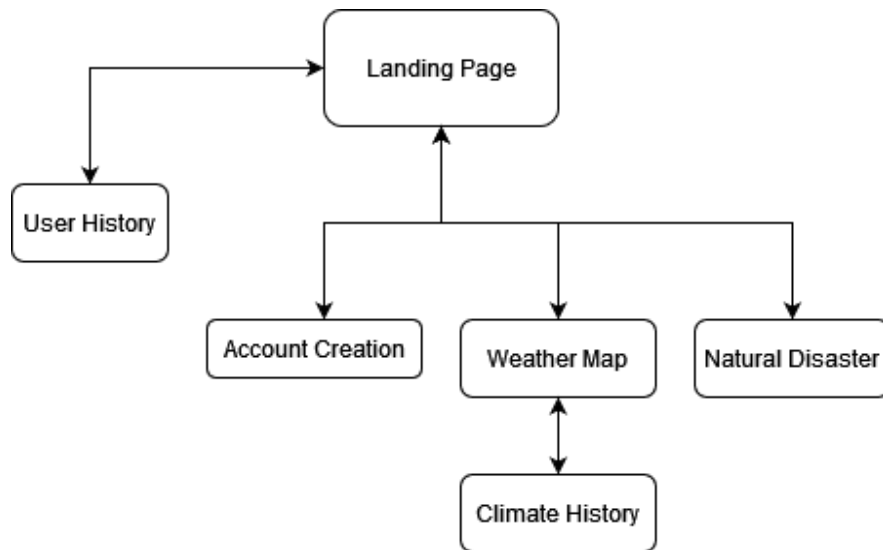 Landing Page
User History
Account Creation
Weather Map
Natural Disaster
Climate History